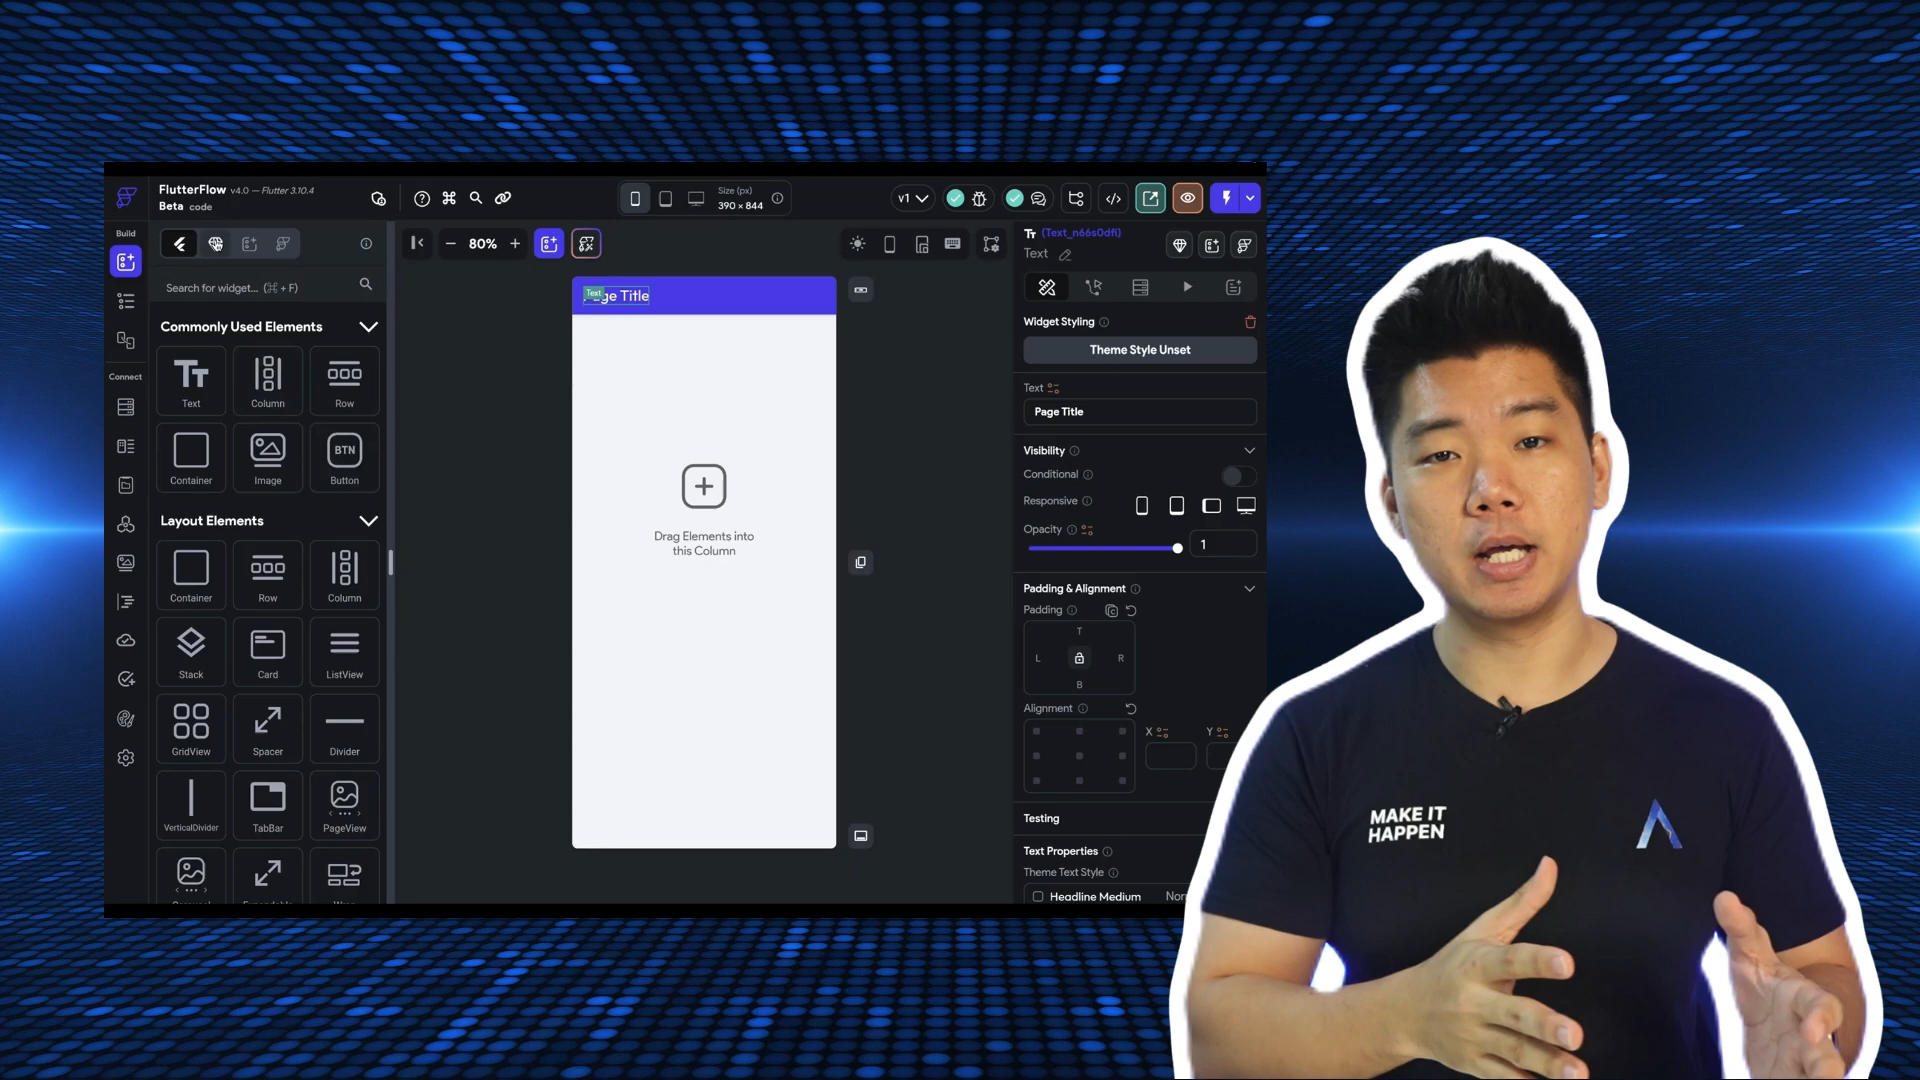 FlutterFlow v4.0 — Flutter 3.10.4
Beta code
Size (px)
390 × 844
v1
Build
80%
Tт (Text_n66s0dfi)
Text
Search for widget... (⌘ + F)
Text
Page Title
Widget Styling
Theme Style Unset
Commonly Used Elements
Connect
Text
Column
Row
Text
Page Title
Container
Image
BTN
Button
Visibility
Conditional
Responsive
Opacity
1
Layout Elements
Drag Elements into
this Column
Container
Row
Column
Padding & Alignment
Padding
T
L
R
B
Stack
Card
ListView
Alignment
X
Y
GridView
Spacer
Divider
VerticalDivider
TabBar
PageView
Testing
Text Properties
Theme Text Style
Headline Medium
MAKE IT
HAPPEN